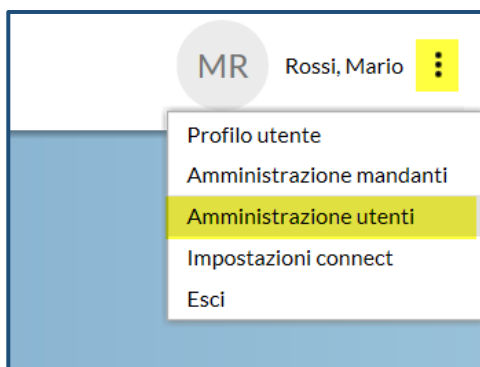 MR
Rossi, Mario
Profilo utente
Amministrazione mandanti
Amministrazione utenti
Impostazioni connect
Esci